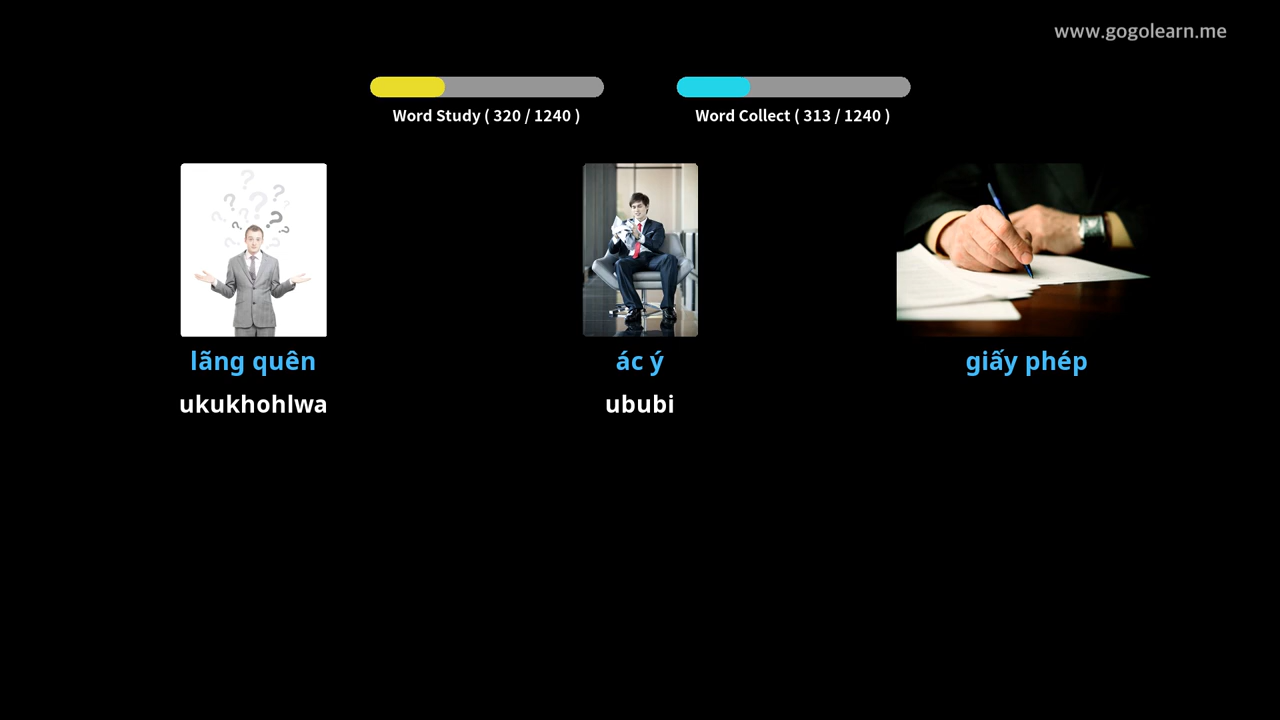 www.gogolearn.me
Word Study ( 320 / 1240 )
Word Collect ( 313 / 1240 )
lãng quên
ác ý
giấy phép
ukukhohlwa
ububi